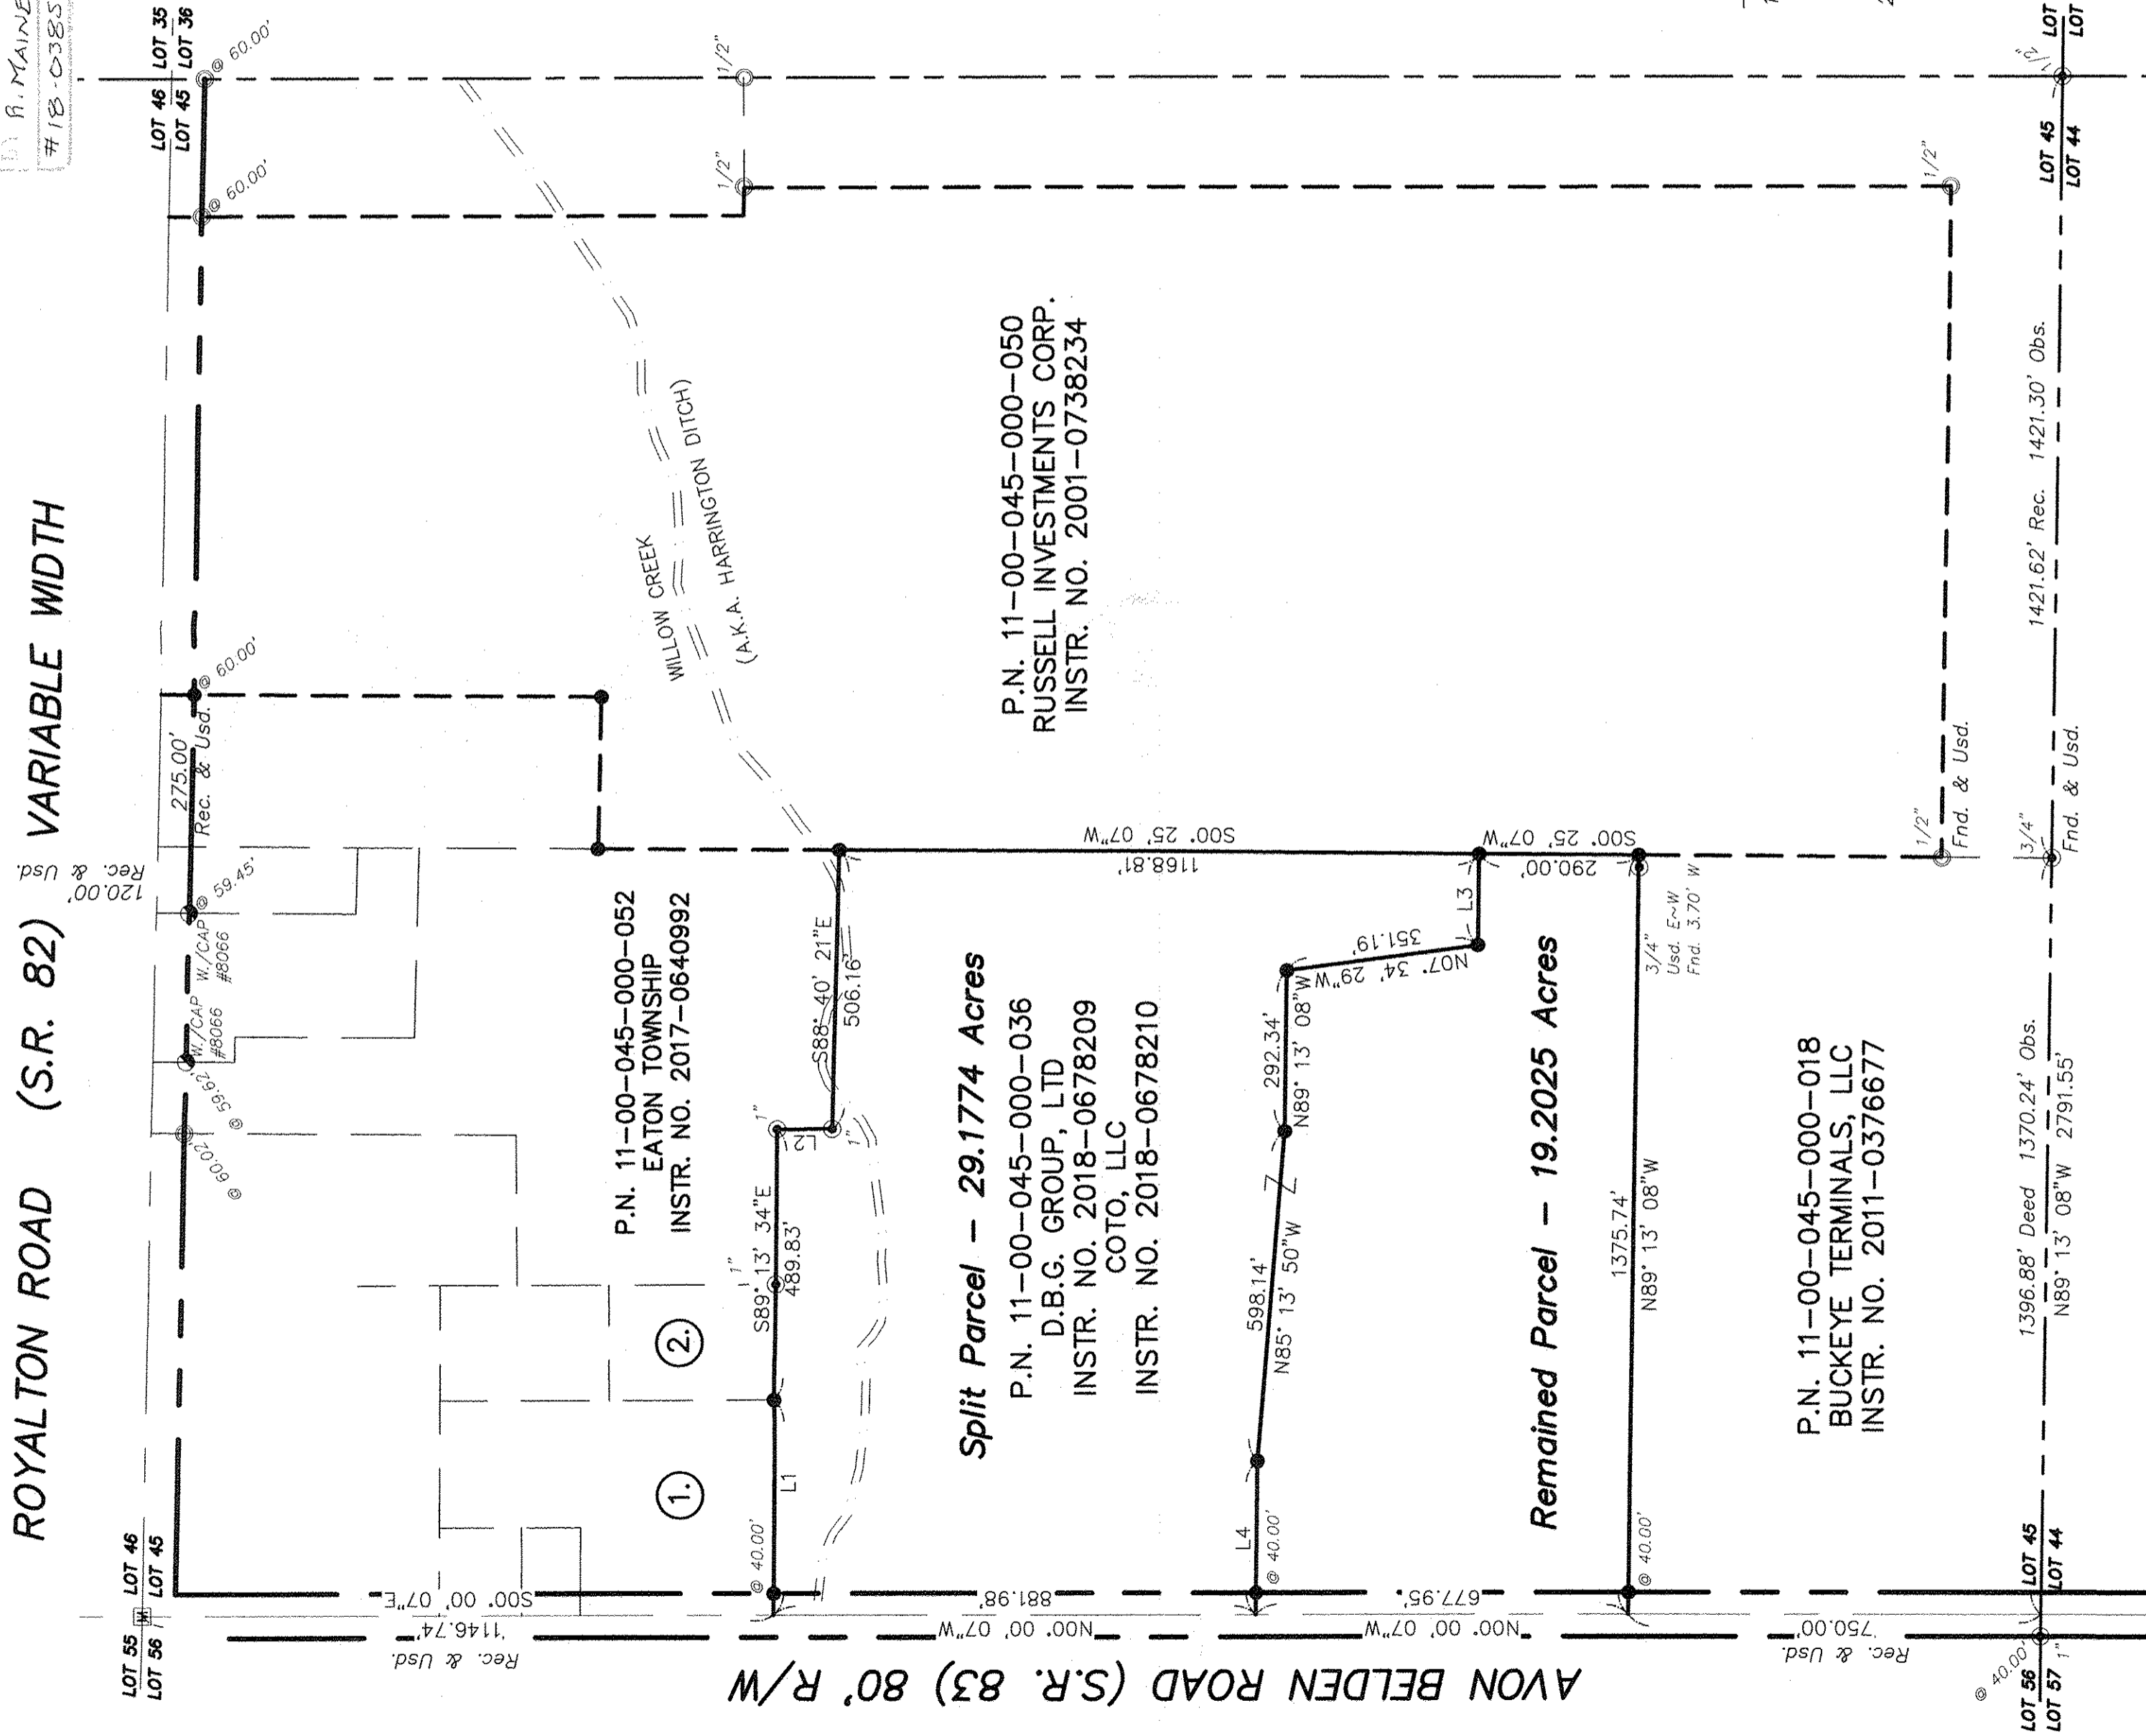 R. MAINE
#18-0385
ROYALTON ROAD (S.R. 82) VARIABLE WIDTH
LOT 55 LOT 46
LOT 56 LOT 45
LOT 46 LOT 35
LOT 45 LOT 36
@ 60.02'
@ 59.62'
W./CAP
#8066
W./CAP
#8066
@ 59.45'
120.00'
Rec. & Usd.
275.00'
Rec. & Usd.
@ 60.00'
@ 60.00'
@ 60.00'
1/2"
1/2"
WILLOW CREEK
(A.K.A. HARRINGTON DITCH)
P.N. 11-00-045-000-052
EATON TOWNSHIP
INSTR. NO. 2017-0640992
1.
2.
S00° 00' 07"E
1146.74'
Rec. & Usd.
@ 40.00'
L1
1"
S89° 13' 34"E
489.83'
1"
L2
1"
S88° 40' 21"E
506.16'
Split Parcel - 29.1774 Acres
P.N. 11-00-045-000-036
D.B.G. GROUP, LTD
INSTR. NO. 2018-0678209
COTO, LLC
INSTR. NO. 2018-0678210
P.N. 11-00-045-000-050
RUSSELL INVESTMENTS CORP.
INSTR. NO. 2001-0738234
S00° 25' 07"W
1168.81'
881.98'
N00° 00' 07"W
AVON BELDEN ROAD (S.R. 83) 80' R/W
L4
@ 40.00'
598.14'
N85° 13' 50"W
Z
292.34'
N89° 13' 08"W
351.19'
N07° 34' 29"W
L3
S00° 25' 07"W
290.00'
677.95'
N00° 00' 07"W
Remained Parcel - 19.2025 Acres
@ 40.00'
1375.74'
N89° 13' 08"W
3/4"
Usd. E~W
Fnd. 3.70' W
P.N. 11-00-045-000-018
BUCKEYE TERMINALS, LLC
INSTR. NO. 2011-0376677
750.00'
Rec. & Usd.
1/2"
Fnd. & Usd.
1/2"
@ 40.00'
1"
LOT 56 LOT 45
LOT 57 LOT 44
1396.88' Deed 1370.24' Obs.
N89° 13' 08"W 2791.55'
3/4"
Fnd. & Usd.
1421.62' Rec. 1421.30' Obs.
LOT 45 LOT
LOT 44 LOT
1/2"